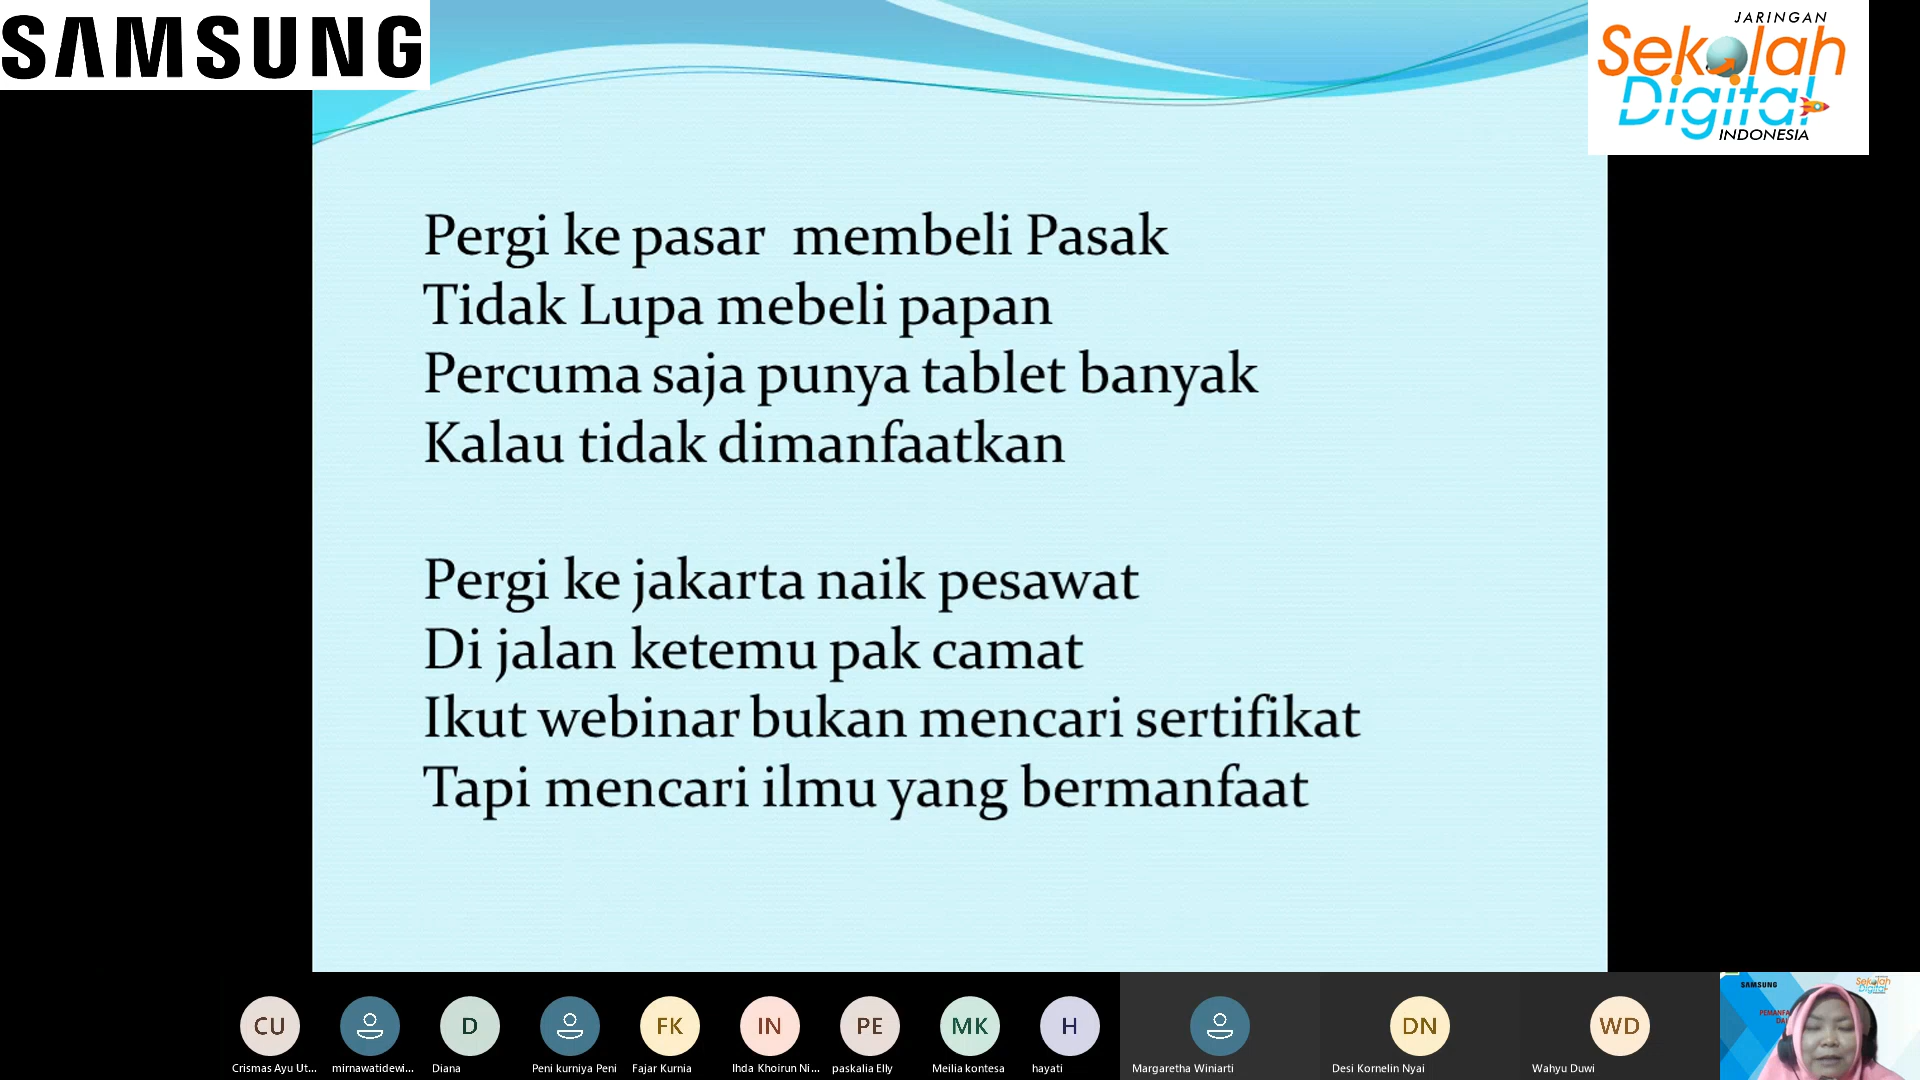 SAMSUNG
JARINGAN
Sekolah
Digital
INDONESIA
Pergi ke pasar membeli Pasak
Tidak Lupa mebeli papan
Percuma saja punya tablet banyak
Kalau tidak dimanfaatkan
Pergi ke jakarta naik pesawat
Di jalan ketemu pak camat
Ikut webinar bukan mencari sertifikat
Tapi mencari ilmu yang bermanfaat
CU
D
FK
IN
PE
MK
H
DN
WD
Crismas Ayu Ut...
mirnawatidewi...
Diana
Peni kurniya Peni
Fajar Kurnia
Ihda Khoirun Ni...
paskalia Elly
Meilia kontesa
hayati
Margaretha Winiarti
Desi Kornelin Nyai
Wahyu Duwi
SAMSUNG
Sekolah
Digital